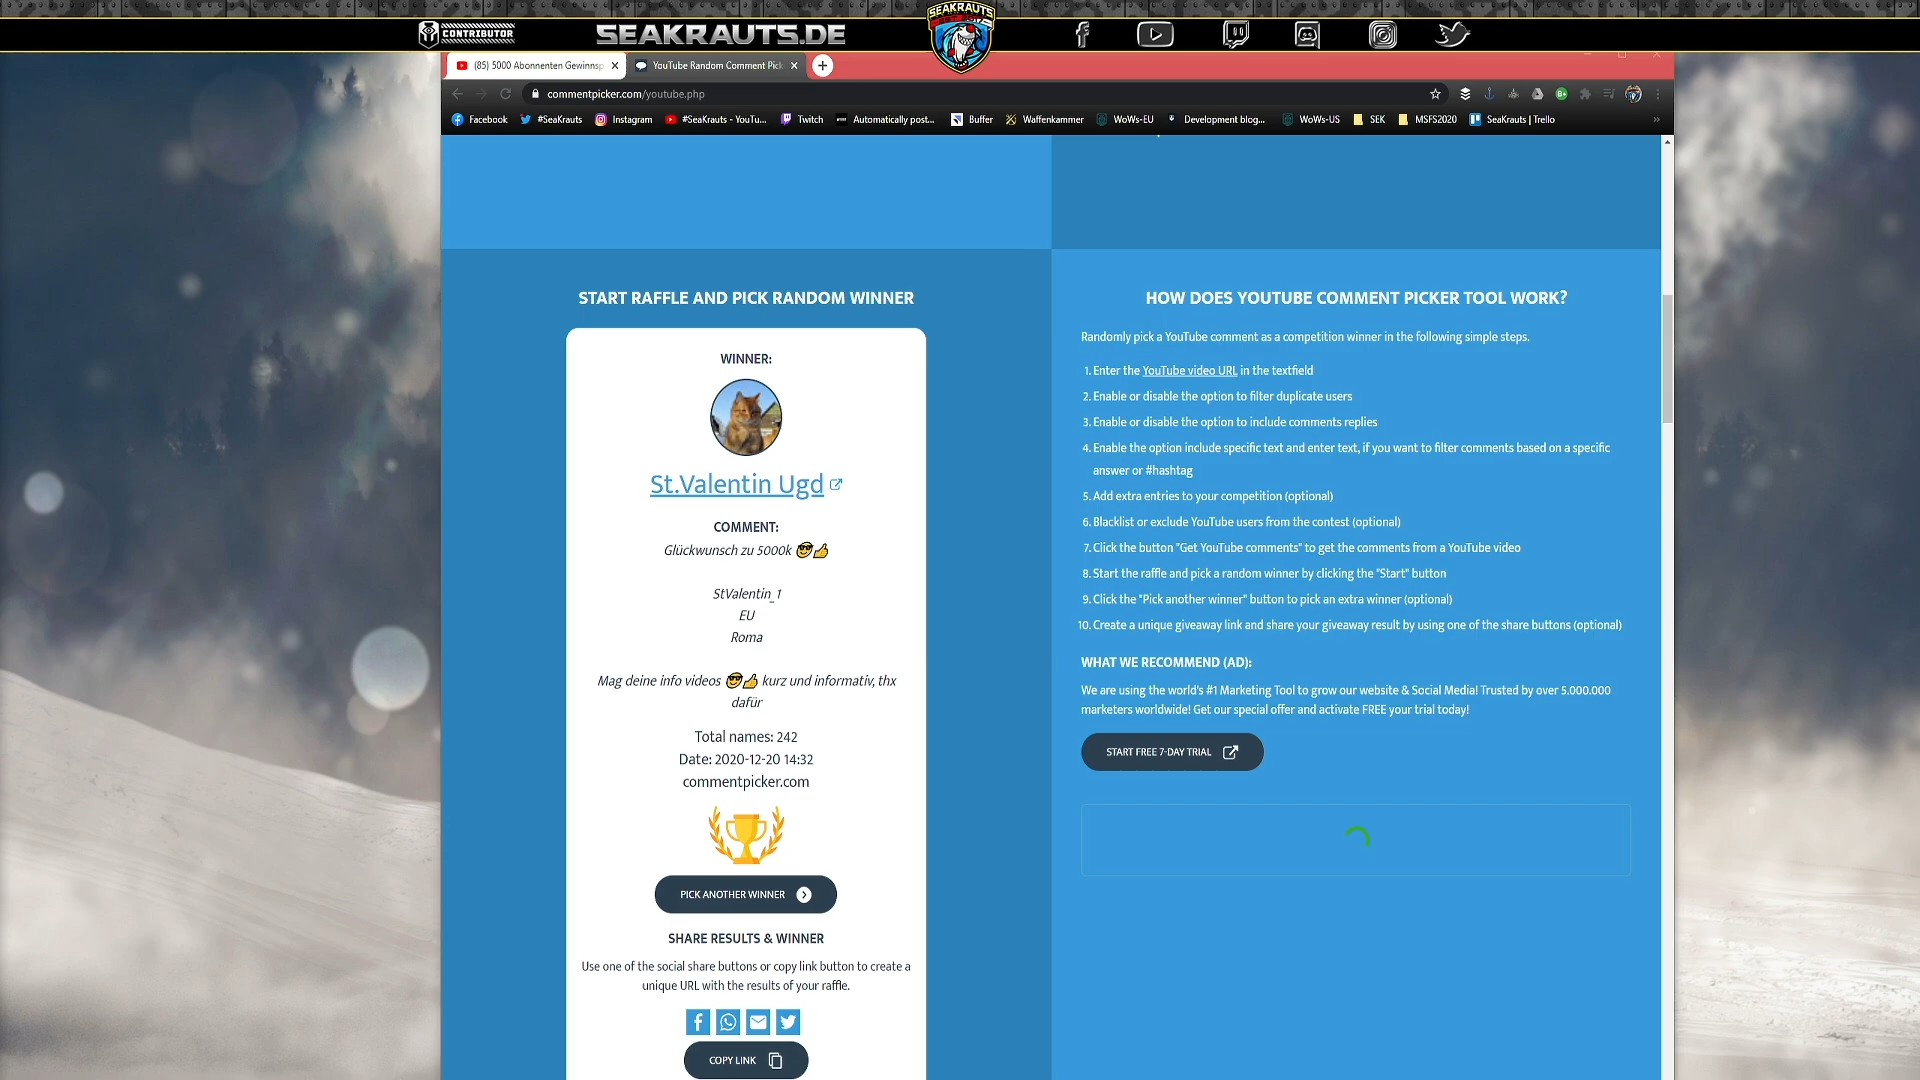 CONTRIBUTOR
SEAKRAUTS.DE
SEAKRAUTS
(85) 5000 Abonnenten Gewinnsp
YouTube Random Comment Pic
commentpicker.com/youtube.php
Facebook
#SeaKrauts
Instagram
#SeaKrauts - YouTu...
Twitch
Automatically post...
Buffer
Waffenkammer
WoWs-EU
Development blog...
WoWs-US
SEK
MSFS2020
SeaKrauts | Trello
START RAFFLE AND PICK RANDOM WINNER
WINNER:
St.Valentin Ugd
COMMENT:
Glückwunsch zu 5000k 😎👍
StValentin_1
EU
Roma
Mag deine info videos 😎👍 kurz und informativ, thx
dafür
Total names: 242
Date: 2020-12-20 14:32
commentpicker.com
PICK ANOTHER WINNER
SHARE RESULTS & WINNER
Use one of the social share buttons or copy link button to create a
unique URL with the results of your raffle.
COPY LINK
HOW DOES YOUTUBE COMMENT PICKER TOOL WORK?
Randomly pick a YouTube comment as a competition winner in the following simple steps.
1. Enter the YouTube video URL in the textfield
2. Enable or disable the option to filter duplicate users
3. Enable or disable the option to include comments replies
4. Enable the option include specific text and enter text, if you want to filter comments based on a specific
answer or #hashtag
5. Add extra entries to your competition (optional)
6. Blacklist or exclude YouTube users from the contest (optional)
7. Click the button "Get YouTube comments" to get the comments from a YouTube video
8. Start the raffle and pick a random winner by clicking the "Start" button
9. Click the "Pick another winner" button to pick an extra winner (optional)
10. Create a unique giveaway link and share your giveaway result by using one of the share buttons (optional)
WHAT WE RECOMMEND (AD):
We are using the world's #1 Marketing Tool to grow our website & Social Media! Trusted by over 5.000.000
marketers worldwide! Get our special offer and activate FREE your trial today!
START FREE 7-DAY TRIAL